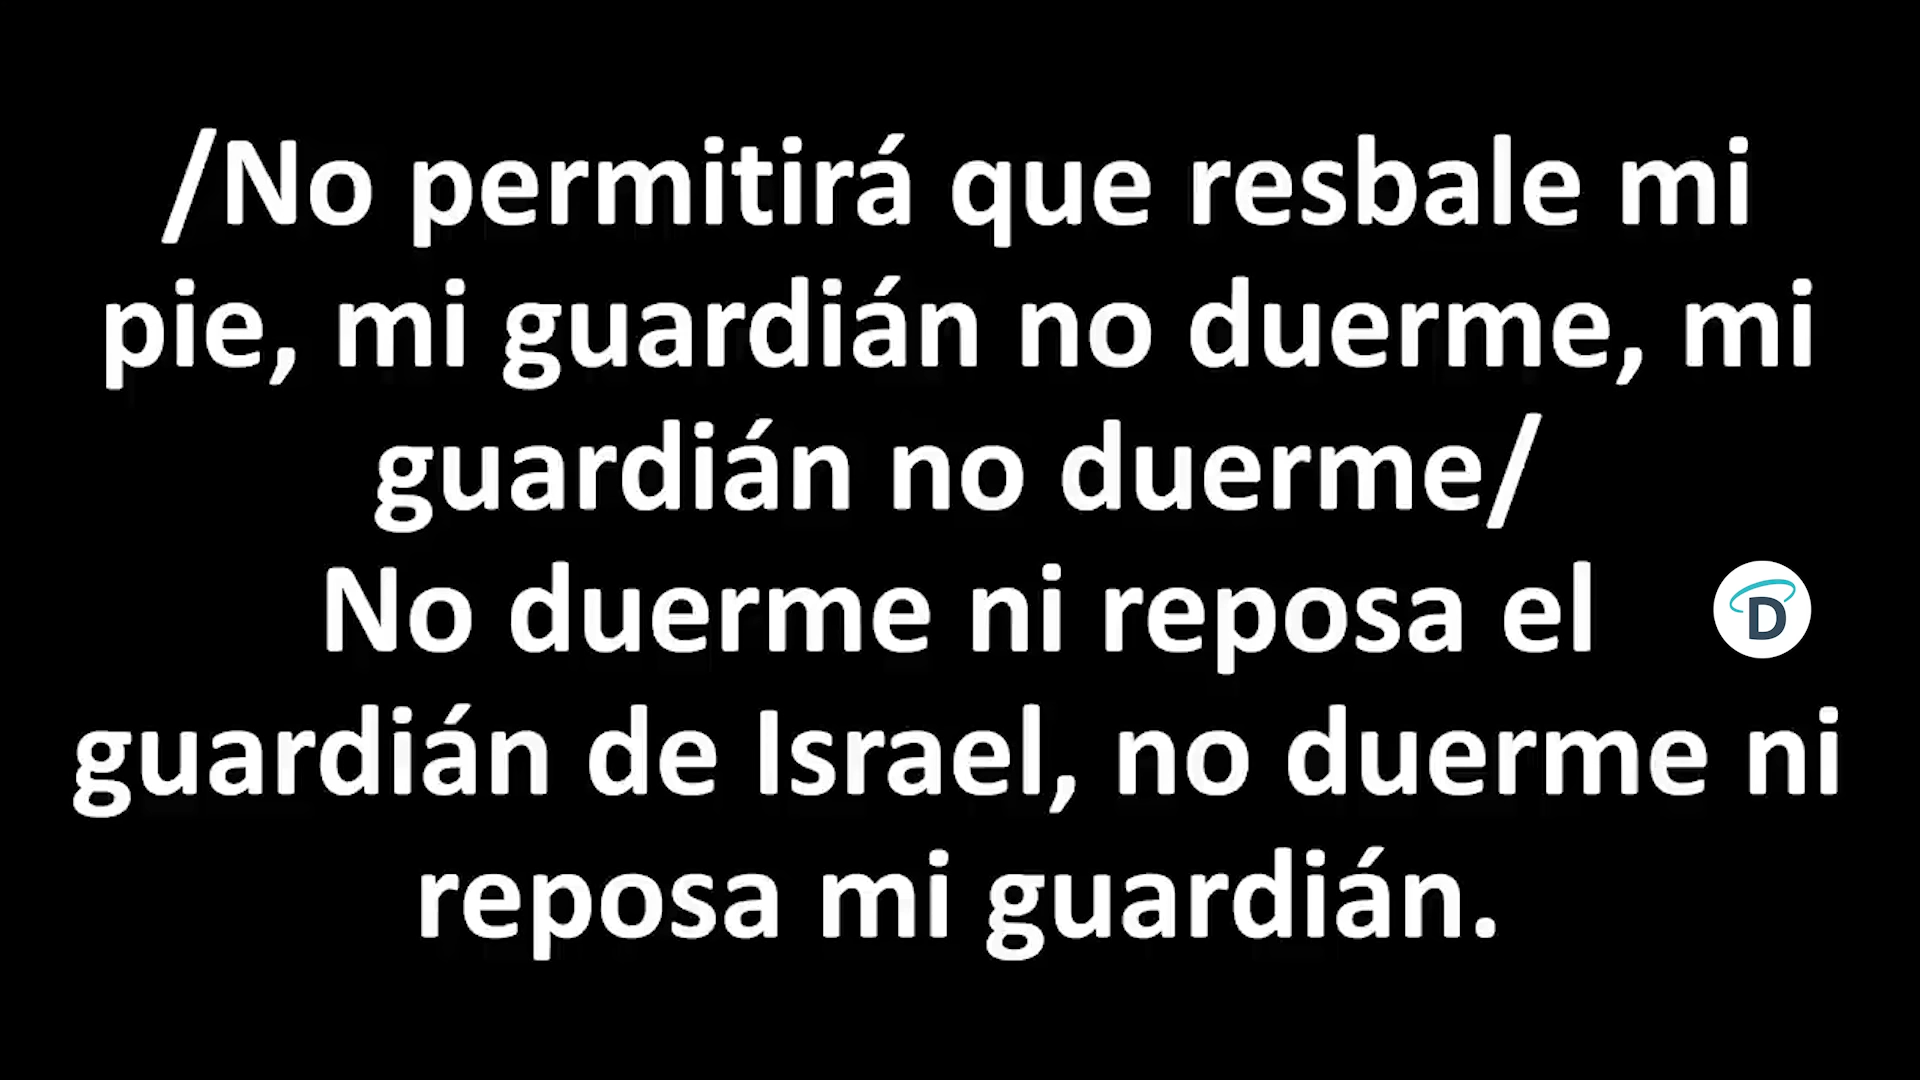 /No permitirá que resbale mi
pie, mi guardián no duerme, mi
guardián no duerme/
No duerme ni reposa el
D
guardián de Israel, no duerme ni
reposa mi guardián.